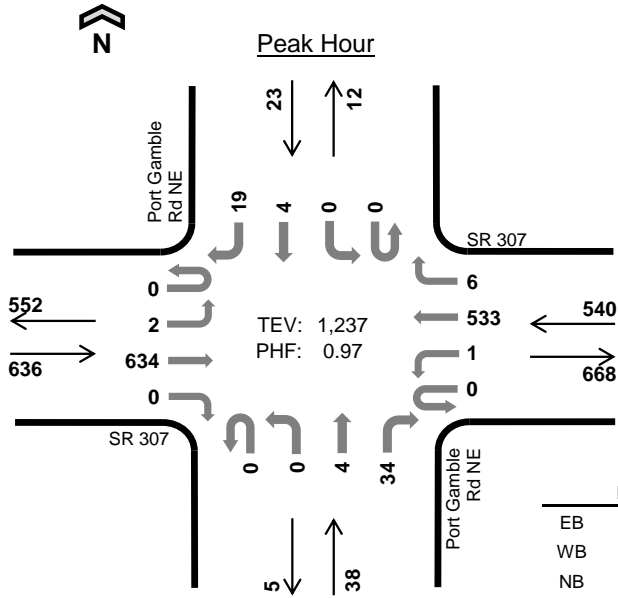 N
Peak Hour
23
12
Port Gamble
Rd NE
19
4
0
0
SR 307
0
6
552
2
TEV: 1,237
533
540
636
634
PHF: 0.97
1
668
0
0
SR 307
0
0
4
34
Port Gamble
Rd NE
5
38
EB
WB
NB